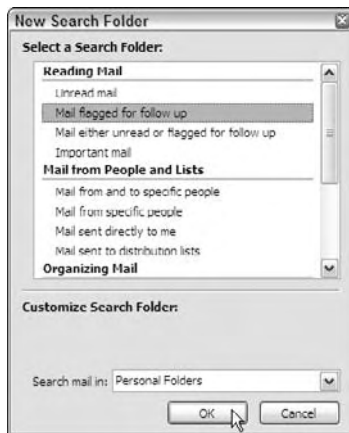 New Search Folder
Select a Search Folder:
Reading Mail
Unread mail
Mail flagged for follow up
Mail either unread or flagged for follow up
Important mail
Mail from People and Lists
Mail from and to specific people
Mail from specific people
Mail sent directly to me
Mail sent to distribution lists
Organizing Mail
Customize Search Folder:
Search mail in: Personal Folders
OK Cancel